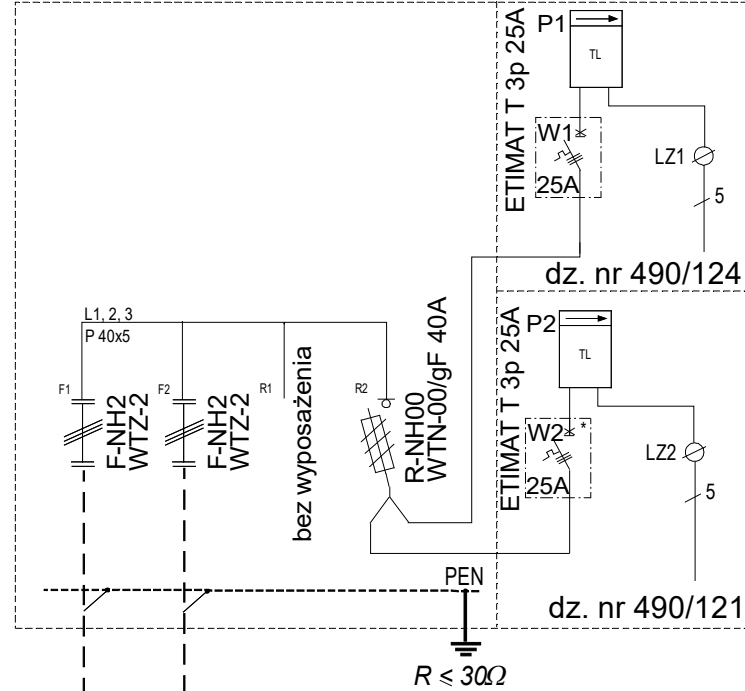 P1
TL
ETIMAT T 3p 25A
W1
25A
LZ1
5
dz. nr 490/124
L1, 2, 3
P 40x5
F1
F-NH2
WTZ-2
F2
F-NH2
WTZ-2
R1
bez wyposażenia
R2
R-NH00
WTN-00/gF 40A
P2
TL
ETIMAT T 3p 25A
W2
*
25A
LZ2
5
PEN
dz. nr 490/121
R ≤ 30Ω